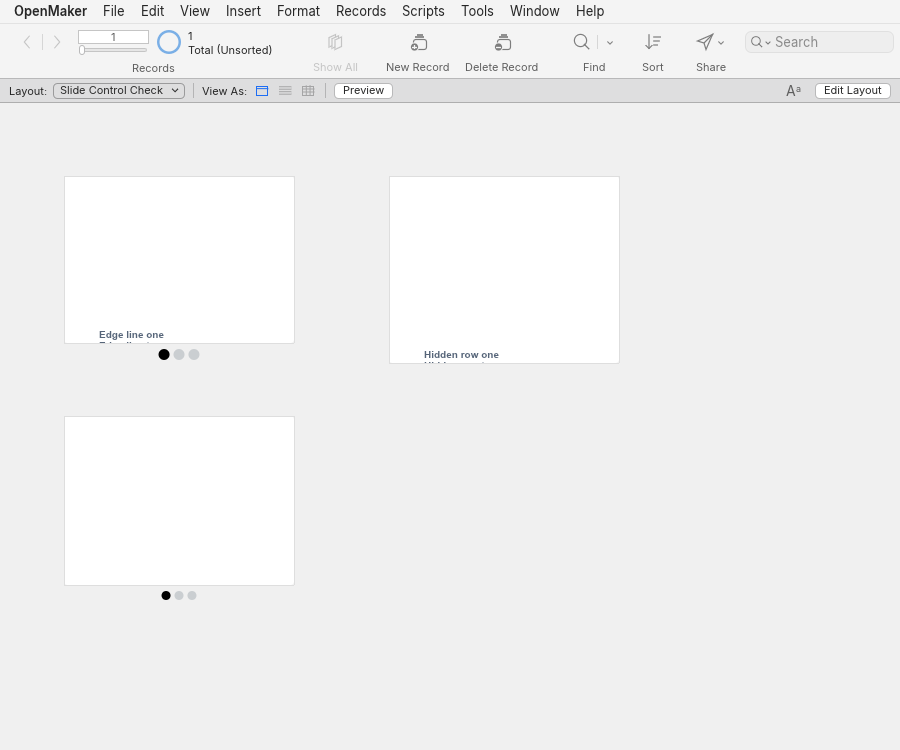 OpenMaker File Edit View Insert Format Records Scripts Tools Window Help
1
1
Total (Unsorted)
Records
Show All
New Record
Delete Record
Find
Sort
Share
Search
Layout: Slide Control Check
View As:
Preview
Aa
Edit Layout
Edge line one
Hidden row one